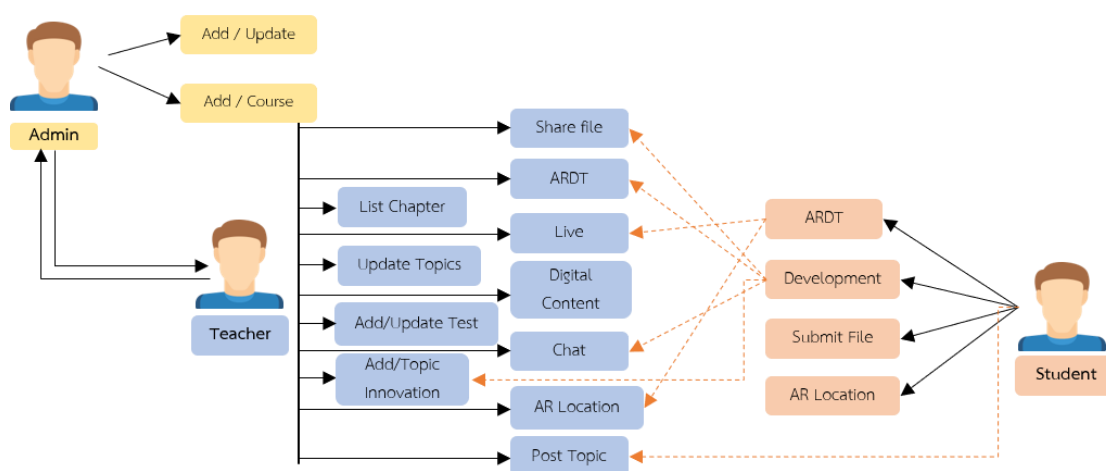 Add / Update
Add / Course
Admin
Share file
ARDT
List Chapter
Live
ARDT
Update Topics
Digital
Content
Development
Teacher
Add/Update Test
Chat
Submit File
Add/Topic
Innovation
Student
AR Location
AR Location
Post Topic